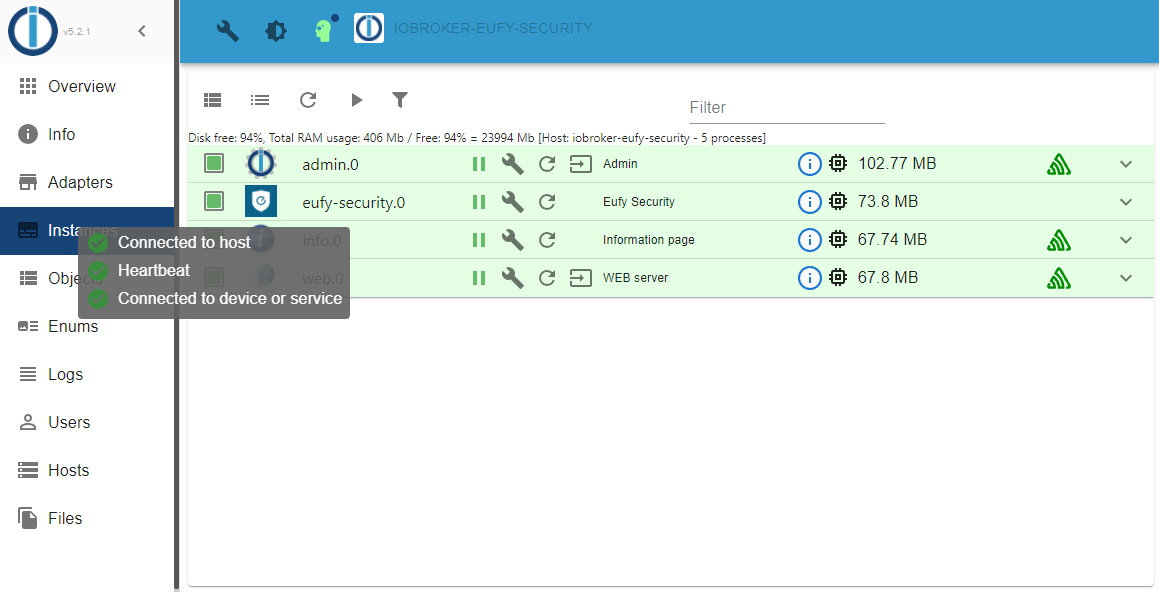 v5.2.1
IOBROKER-EUFY-SECURITY
Overview
Info
Adapters
Instances
Objects
Enums
Logs
Users
Hosts
Files
Connected to host
Heartbeat
Connected to device or service
Filter
Disk free: 94%, Total RAM usage: 406 Mb / Free: 94% = 23994 Mb [Host: iobroker-eufy-security - 5 processes]
admin.0 Admin 102.77 MB
eufy-security.0 Eufy Security 73.8 MB
info.0 Information page 67.74 MB
web.0 WEB server 67.8 MB